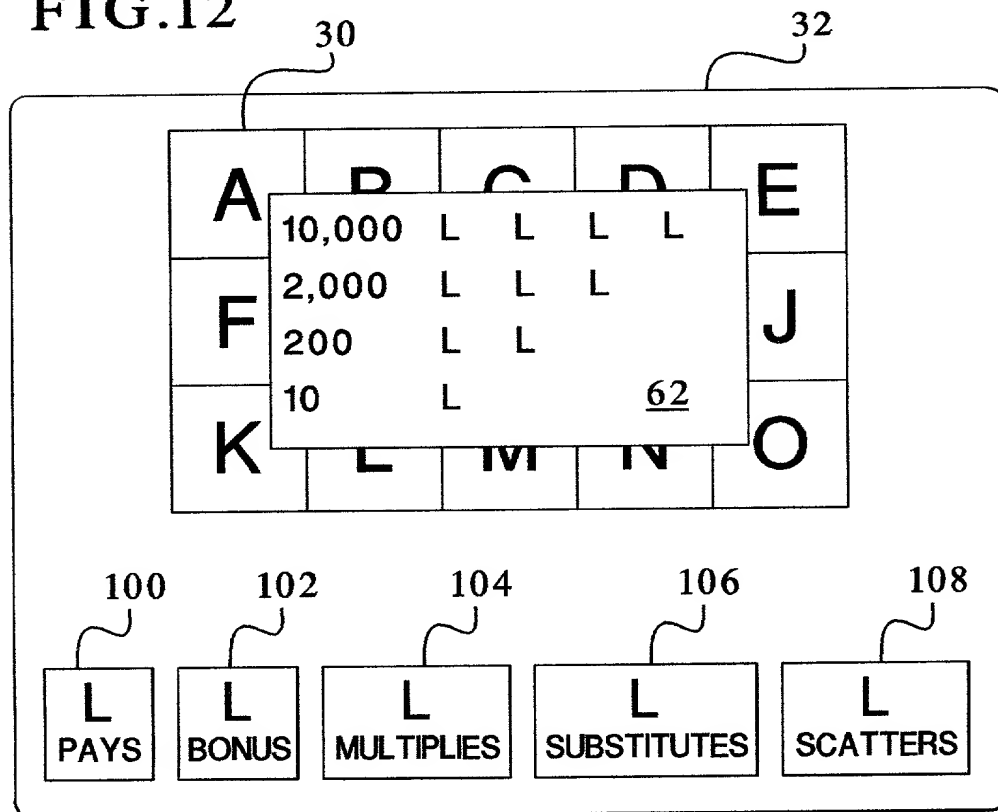 FIG.12
30
32
A B C D E
10,000 L L L L
2,000 L L L
F J
200 L L
10 L 62
K L M N O
100 102 104 106 108
L L L L L
PAYS BONUS MULTIPLIES SUBSTITUTES SCATTERS